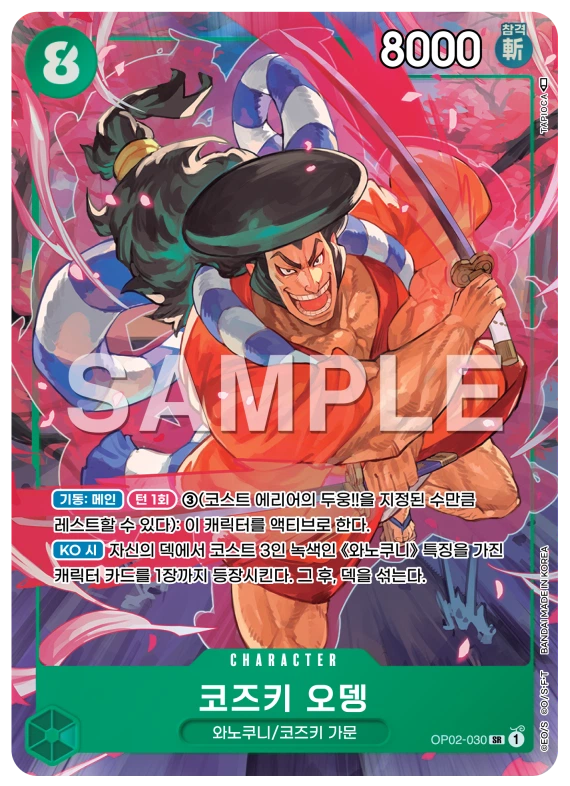 8
8000
참격
斬
TAPIOCA
SAMPLE
기동: 메인 턴 1회 ③(코스트 에리어의 두웅!!을 지정된 수만큼
레스트할 수 있다): 이 캐릭터를 액티브로 한다.
KO 시 자신의 덱에서 코스트 3인 녹색인 《와노쿠니》 특징을 가진
캐릭터 카드를 1장까지 등장시킨다. 그 후, 덱을 섞는다.
CHARACTER
코즈키 오뎅
와노쿠니/코즈키 가문
OP02-030 SR 1
©E.O/S. ©O./S·F·T BANDAI MADE IN KOREA